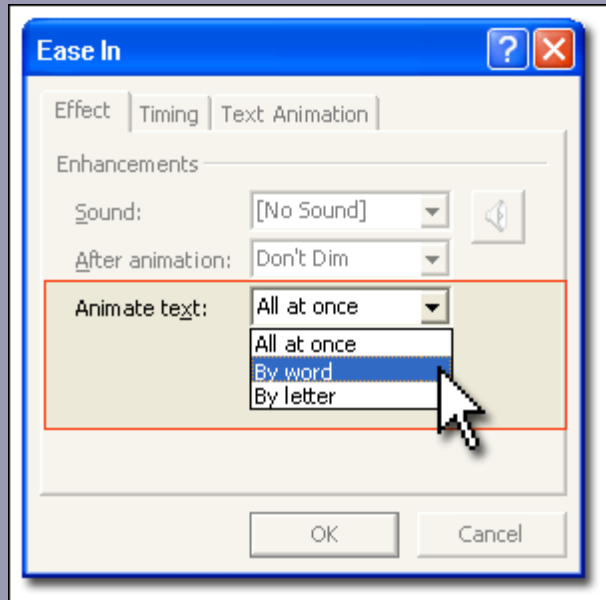 Ease In
Effect Timing Text Animation
Enhancements
Sound: [No Sound]
After animation: Don't Dim
Animate text: All at once
All at once
By word
By letter
OK Cancel